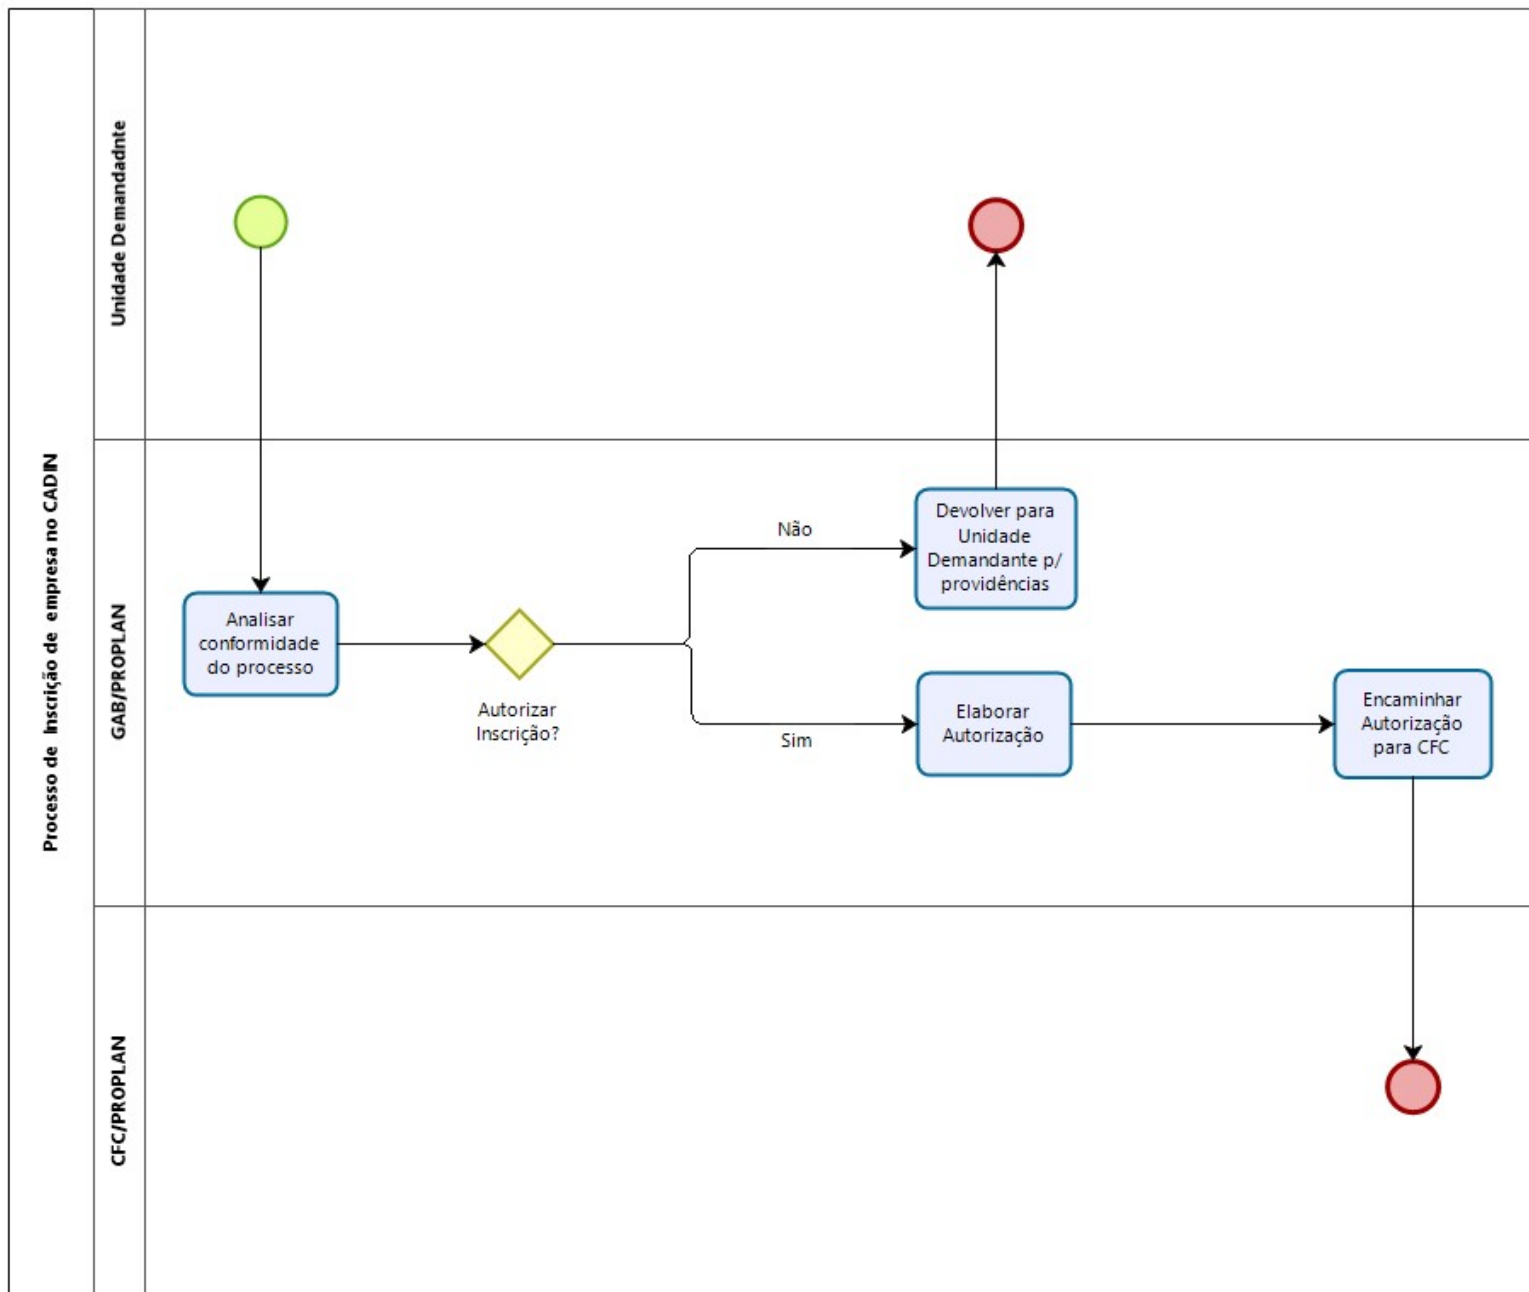 Processo de Inscrição de empresa no CADIN
Unidade Demandadnte
GAB/PROPLAN
CFC/PROPLAN
Analisar
conformidade
do processo
Autorizar
Inscrição?
Não
Devolver para
Unidade
Demandante p/
providências
Sim
Elaborar
Autorização
Encaminhar
Autorização
para CFC